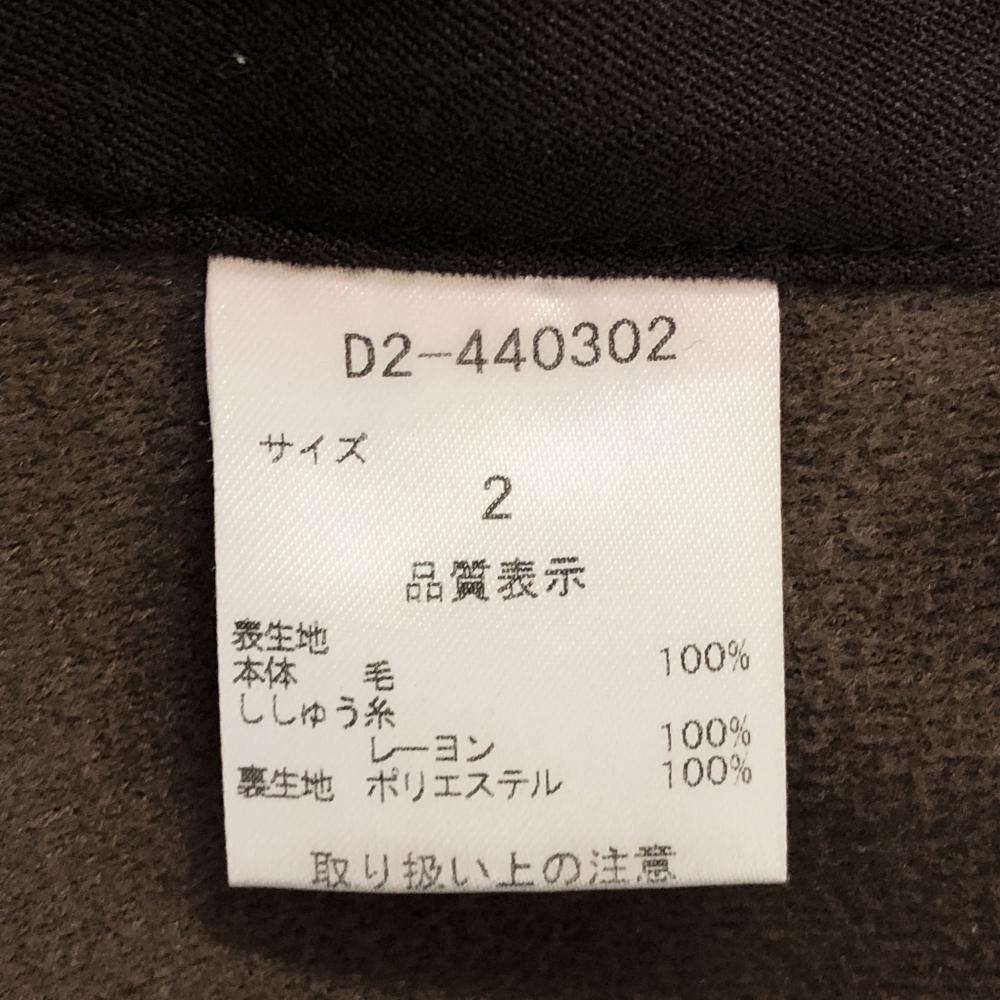 D2-440302
サイズ
2
品質表示
表生地
本体 毛 100%
ししゅう糸
レーヨン 100%
裏生地 ポリエステル 100%
取り扱い上の注意